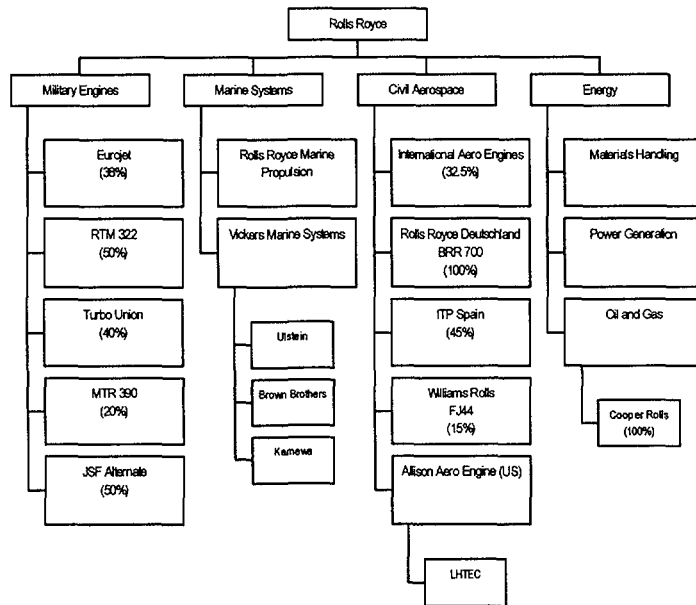 Rolls Royce
Military Engines
Marine Systems
Civil Aerospace
Energy
Eurojet
(38%)
RTM 322
(50%)
Turbo Union
(40%)
MTR 390
(20%)
JSF Alternate
(50%)
Rolls Royce Marine
Propulsion
Vickers Marine Systems
Ulstein
Brown Brothers
Kamewa
International Aero Engines
(32.5%)
Rolls Royce Deutschland
BRR 700
(100%)
ITP Spain
(45%)
Williams Rolls
FJ44
(15%)
Allison Aero Engine (US)
LHTEC
Materials Handling
Power Generation
Oil and Gas
Cooper Rolls
(100%)